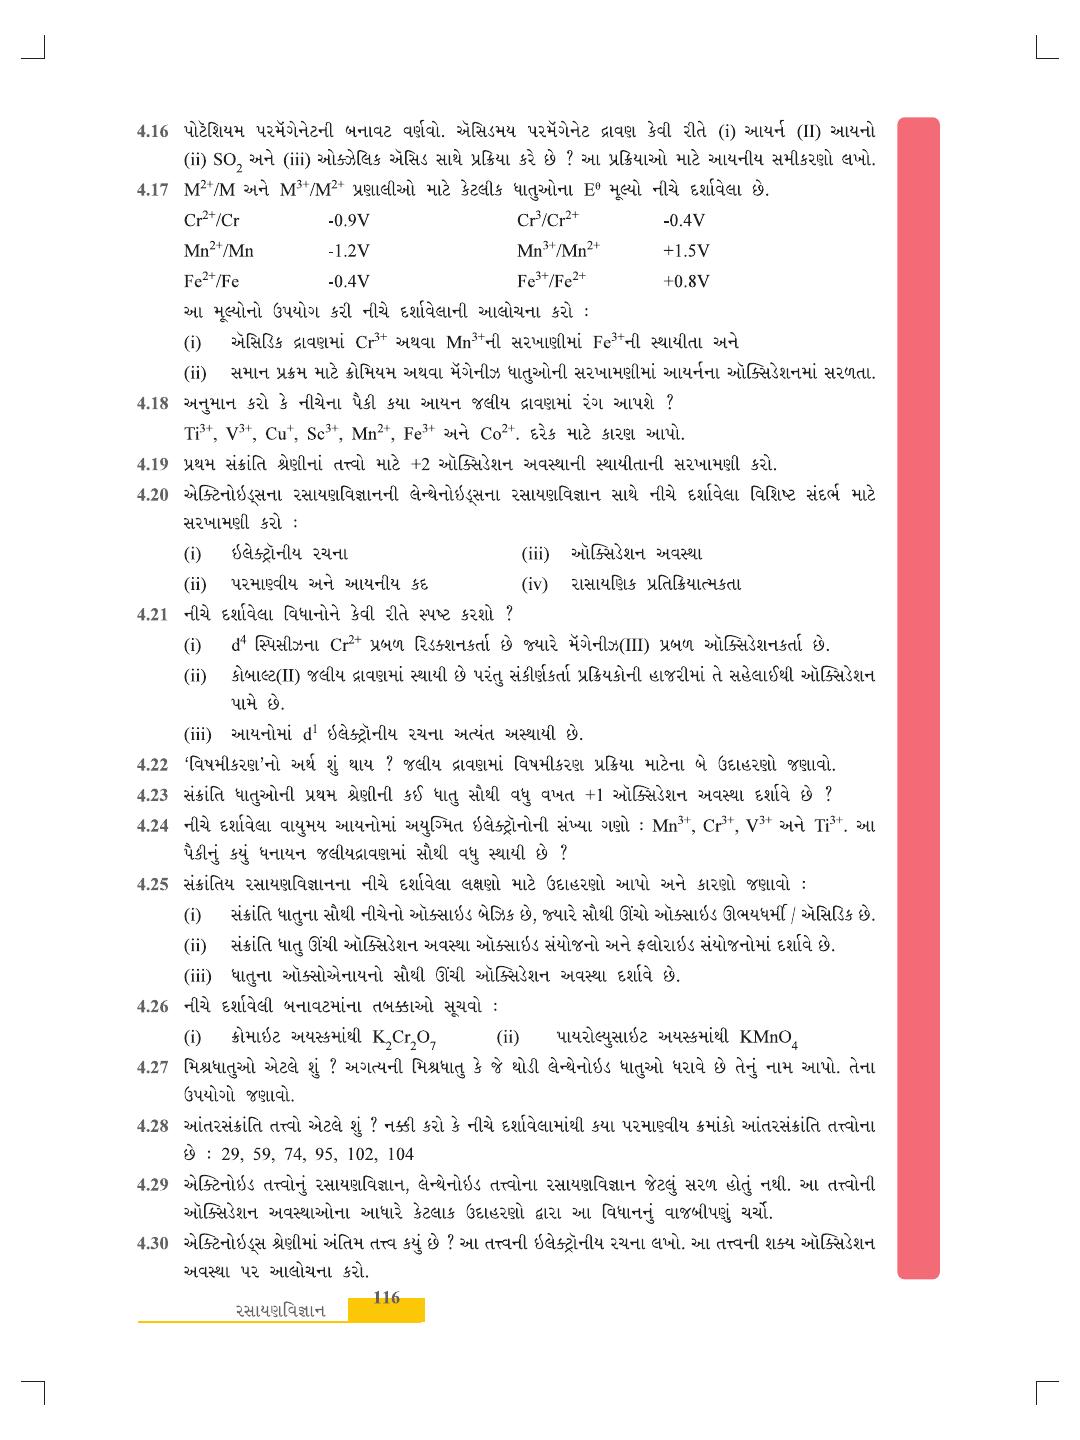 4.16 પોટૅશિયમ પરમૅંગેનેટની બનાવટ વર્ણવો. ઍસિડમય પરમૅંગેનેટ દ્રાવણ કેવી રીતે (i) આયર્ન (II) આયનો
(ii) SO₂ અને (iii) ઓક્ઝેલિક ઍસિડ સાથે પ્રક્રિયા કરે છે ? આ પ્રક્રિયાઓ માટે આયનીય સમીકરણો લખો.
4.17 M²⁺/M અને M³⁺/M²⁺ પ્રણાલીઓ માટે કેટલીક ધાતુઓના E^θ મૂલ્યો નીચે દર્શાવેલા છે.
Cr²⁺/Cr -0.9V Cr³/Cr²⁺ -0.4V
Mn²⁺/Mn -1.2V Mn³⁺/Mn²⁺ +1.5V
Fe²⁺/Fe -0.4V Fe³⁺/Fe²⁺ +0.8V
આ મૂલ્યોનો ઉપયોગ કરી નીચે દર્શાવેલાની આલોચના કરો :
(i) ઍસિડિક દ્રાવણમાં Cr³⁺ અથવા Mn³⁺ની સરખાણીમાં Fe³⁺ની સ્થાયીતા અને
(ii) સમાન પ્રક્રમ માટે ક્રોમિયમ અથવા મૅંગેનીઝ ધાતુઓની સરખામણીમાં આયર્નના ઑક્સિડેશનમાં સરળતા.
4.18 અનુમાન કરો કે નીચેના પૈકી કયા આયન જલીય દ્રાવણમાં રંગ આપશે ?
Ti³⁺, V³⁺, Cu⁺, Sc³⁺, Mn²⁺, Fe³⁺ અને Co²⁺. દરેક માટે કારણ આપો.
4.19 પ્રથમ સંક્રાંતિ શ્રેણીનાં તત્ત્વો માટે +2 ઑક્સિડેશન અવસ્થાની સ્થાયીતાની સરખામણી કરો.
4.20 એક્ટિનોઇડ્સના રસાયણવિજ્ઞાનની લેન્થેનોઇડ્સના રસાયણવિજ્ઞાન સાથે નીચે દર્શાવેલા વિશિષ્ટ સંદર્ભ માટે
સરખામણી કરો :
(i) ઇલેક્ટ્રૉનીય રચના (iii) ઑક્સિડેશન અવસ્થા
(ii) પરમાણ્વીય અને આયનીય કદ (iv) રાસાયણિક પ્રતિક્રિયાત્મકતા
4.21 નીચે દર્શાવેલા વિધાનોને કેવી રીતે સ્પષ્ટ કરશો ?
(i) d⁴ સ્પિસીઝના Cr²⁺ પ્રબળ રિડક્શનકર્તા છે જ્યારે મૅંગેનીઝ(III) પ્રબળ ઑક્સિડેશનકર્તા છે.
(ii) કોબાલ્ટ(II) જલીય દ્રાવણમાં સ્થાયી છે પરંતુ સંકીર્ણકર્તા પ્રક્રિયકોની હાજરીમાં તે સહેલાઈથી ઑક્સિડેશન
પામે છે.
(iii) આયનોમાં d¹ ઇલેક્ટ્રૉનીય રચના અત્યંત અસ્થાયી છે.
4.22 ‘વિષમીકરણ’નો અર્થ શું થાય ? જલીય દ્રાવણમાં વિષમીકરણ પ્રક્રિયા માટેના બે ઉદાહરણો જણાવો.
4.23 સંક્રાંતિ ધાતુઓની પ્રથમ શ્રેણીની કઈ ધાતુ સૌથી વધુ વખત +1 ઑક્સિડેશન અવસ્થા દર્શાવે છે ?
4.24 નીચે દર્શાવેલા વાયુમય આયનોમાં અયુગ્મિત ઇલેક્ટ્રૉનોની સંખ્યા ગણો : Mn³⁺, Cr³⁺, V³⁺ અને Ti³⁺. આ
પૈકીનું કયું ધનાયન જલીયદ્રાવણમાં સૌથી વધુ સ્થાયી છે ?
4.25 સંક્રાંતિય રસાયણવિજ્ઞાનના નીચે દર્શાવેલા લક્ષણો માટે ઉદાહરણો આપો અને કારણો જણાવો :
(i) સંક્રાંતિ ધાતુના સૌથી નીચેનો ઑક્સાઇડ બેઝિક છે, જ્યારે સૌથી ઊંચો ઑક્સાઇડ ઊભયધર્મી / ઍસિડિક છે.
(ii) સંક્રાંતિ ધાતુ ઊંચી ઑક્સિડેશન અવસ્થા ઑક્સાઇડ સંયોજનો અને ફ્લોરાઇડ સંયોજનોમાં દર્શાવે છે.
(iii) ધાતુના ઑક્સોએનાયનો સૌથી ઊંચી ઑક્સિડેશન અવસ્થા દર્શાવે છે.
4.26 નીચે દર્શાવેલી બનાવટમાંના તબક્કાઓ સૂચવો :
(i) ક્રોમાઇટ અયસ્કમાંથી K₂Cr₂O₇ (ii) પાયરોલ્યુસાઇટ અયસ્કમાંથી KMnO₄
4.27 મિશ્રધાતુઓ એટલે શું ? અગત્યની મિશ્રધાતુ કે જે થોડી લેન્થેનોઇડ ધાતુઓ ધરાવે છે તેનું નામ આપો. તેના
ઉપયોગો જણાવો.
4.28 આંતરસંક્રાંતિ તત્ત્વો એટલે શું ? નક્કી કરો કે નીચે દર્શાવેલામાંથી કયા પરમાણ્વીય ક્રમાંકો આંતરસંક્રાંતિ તત્ત્વોના
છે : 29, 59, 74, 95, 102, 104
4.29 એક્ટિનોઇડ તત્ત્વોનું રસાયણવિજ્ઞાન, લેન્થેનોઇડ તત્ત્વોના રસાયણવિજ્ઞાન જેટલું સરળ હોતું નથી. આ તત્ત્વોની
ઑક્સિડેશન અવસ્થાઓના આધારે કેટલાક ઉદાહરણો દ્વારા આ વિધાનનું વાજબીપણું ચર્ચો.
4.30 એક્ટિનોઇડ્સ શ્રેણીમાં અંતિમ તત્ત્વ કયું છે ? આ તત્ત્વની ઇલેક્ટ્રૉનીય રચના લખો. આ તત્ત્વની શક્ય ઑક્સિડેશન
અવસ્થા પર આલોચના કરો.
116
રસાયણવિજ્ઞાન